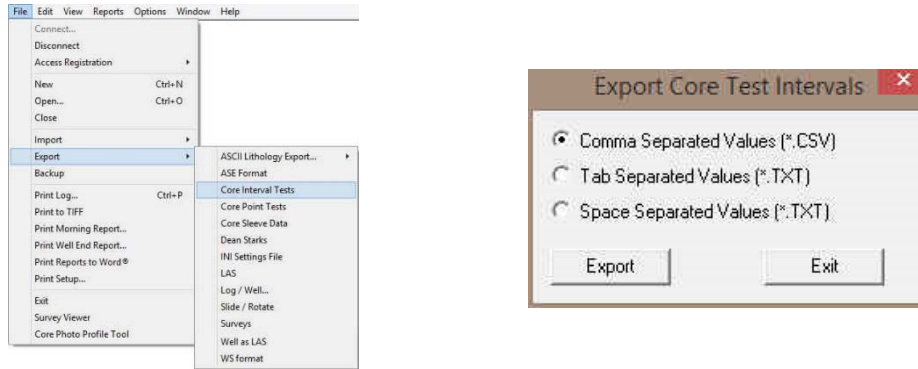 File Edit View Reports Options Window Help
Connect...
Disconnect
Access Registration
New Ctrl+N
Open... Ctrl+O
Close
Import
Export
Backup
Print Log... Ctrl+P
Print to TIFF
Print Morning Report...
Print Well End Report...
Print Reports to Word®
Print Setup...
Exit
Survey Viewer
Core Photo Profile Tool
ASCII Lithology Export...
ASE Format
Core Interval Tests
Core Point Tests
Core Sleeve Data
Dean Starks
INI Settings File
LAS
Log / Well...
Slide / Rotate
Surveys
Well as LAS
WS format
Export Core Test Intervals
Comma Separated Values (*.CSV)
Tab Separated Values (*.TXT)
Space Separated Values (*.TXT)
Export Exit